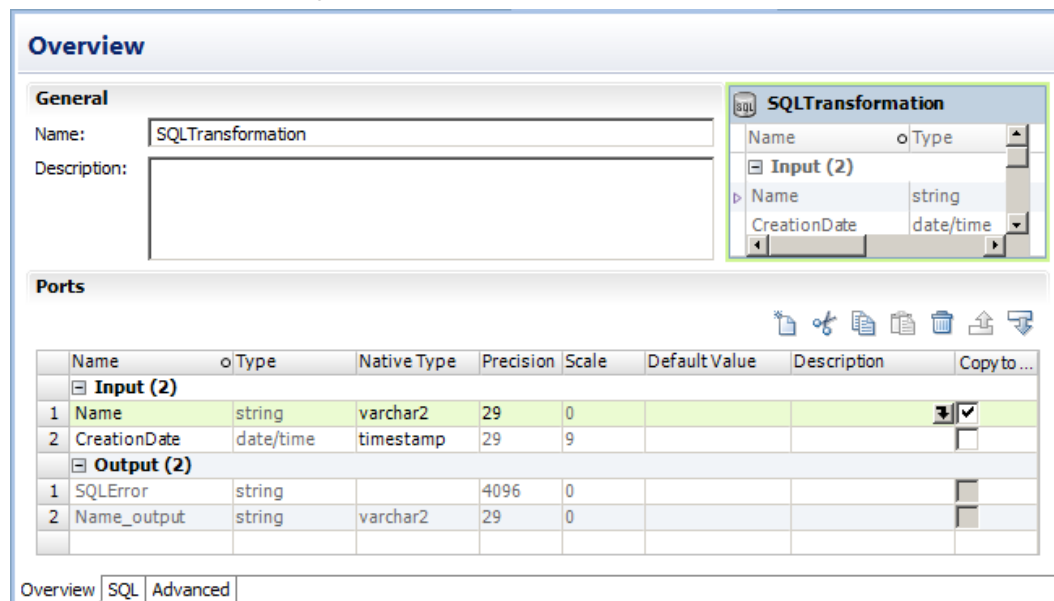 Overview
General
Name: SQLTransformation
Description:
SQL SQLTransformation
Name Type
Input (2)
Name string
CreationDate date/time
Ports
Name Type Native Type Precision Scale Default Value Description Copy to ...
Input (2)
1 Name string varchar2 29 0
2 CreationDate date/time timestamp 29 9
Output (2)
1 SQLError string 4096 0
2 Name_output string varchar2 29 0
Overview SQL Advanced